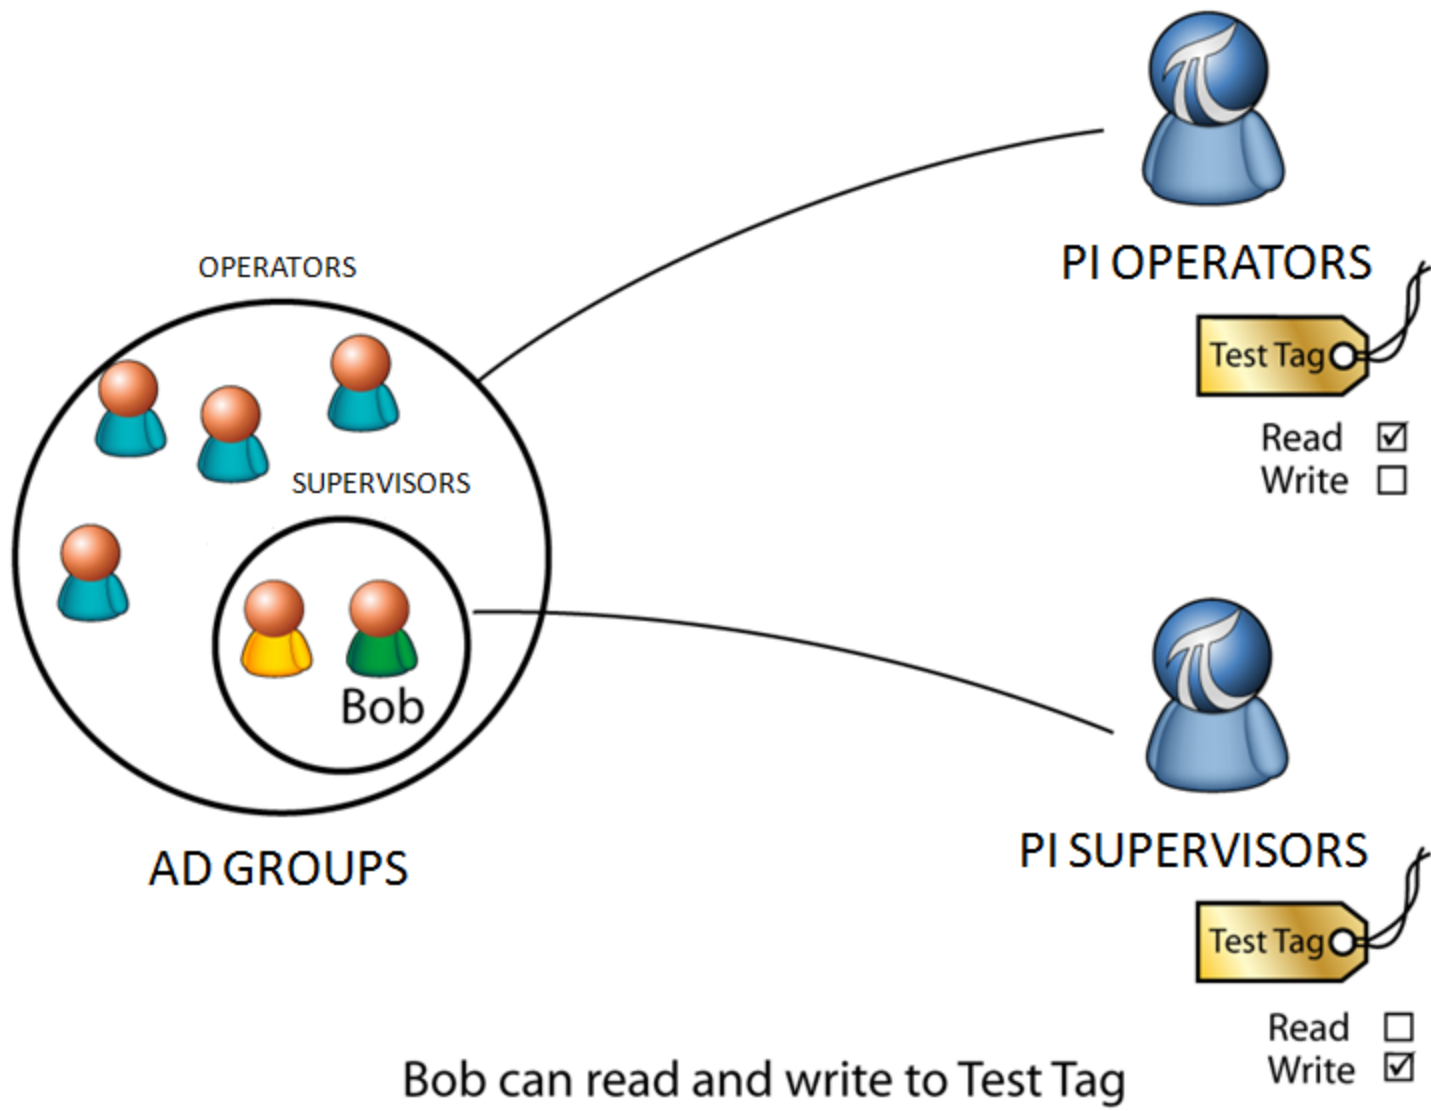 OPERATORS
SUPERVISORS
Bob
AD GROUPS
PI OPERATORS
Test Tag
Read
Write
PI SUPERVISORS
Test Tag
Read
Write
Bob can read and write to Test Tag